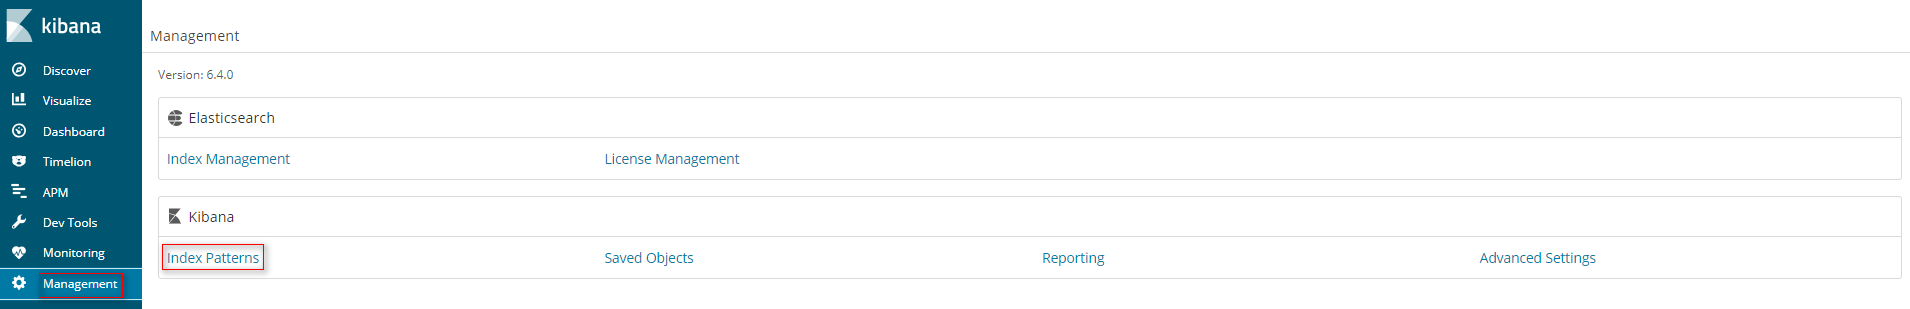 kibana
Discover
Visualize
Dashboard
Timelion
APM
Dev Tools
Monitoring
Management
Management
Version: 6.4.0
Elasticsearch
Index Management License Management
Kibana
Index Patterns Saved Objects Reporting Advanced Settings